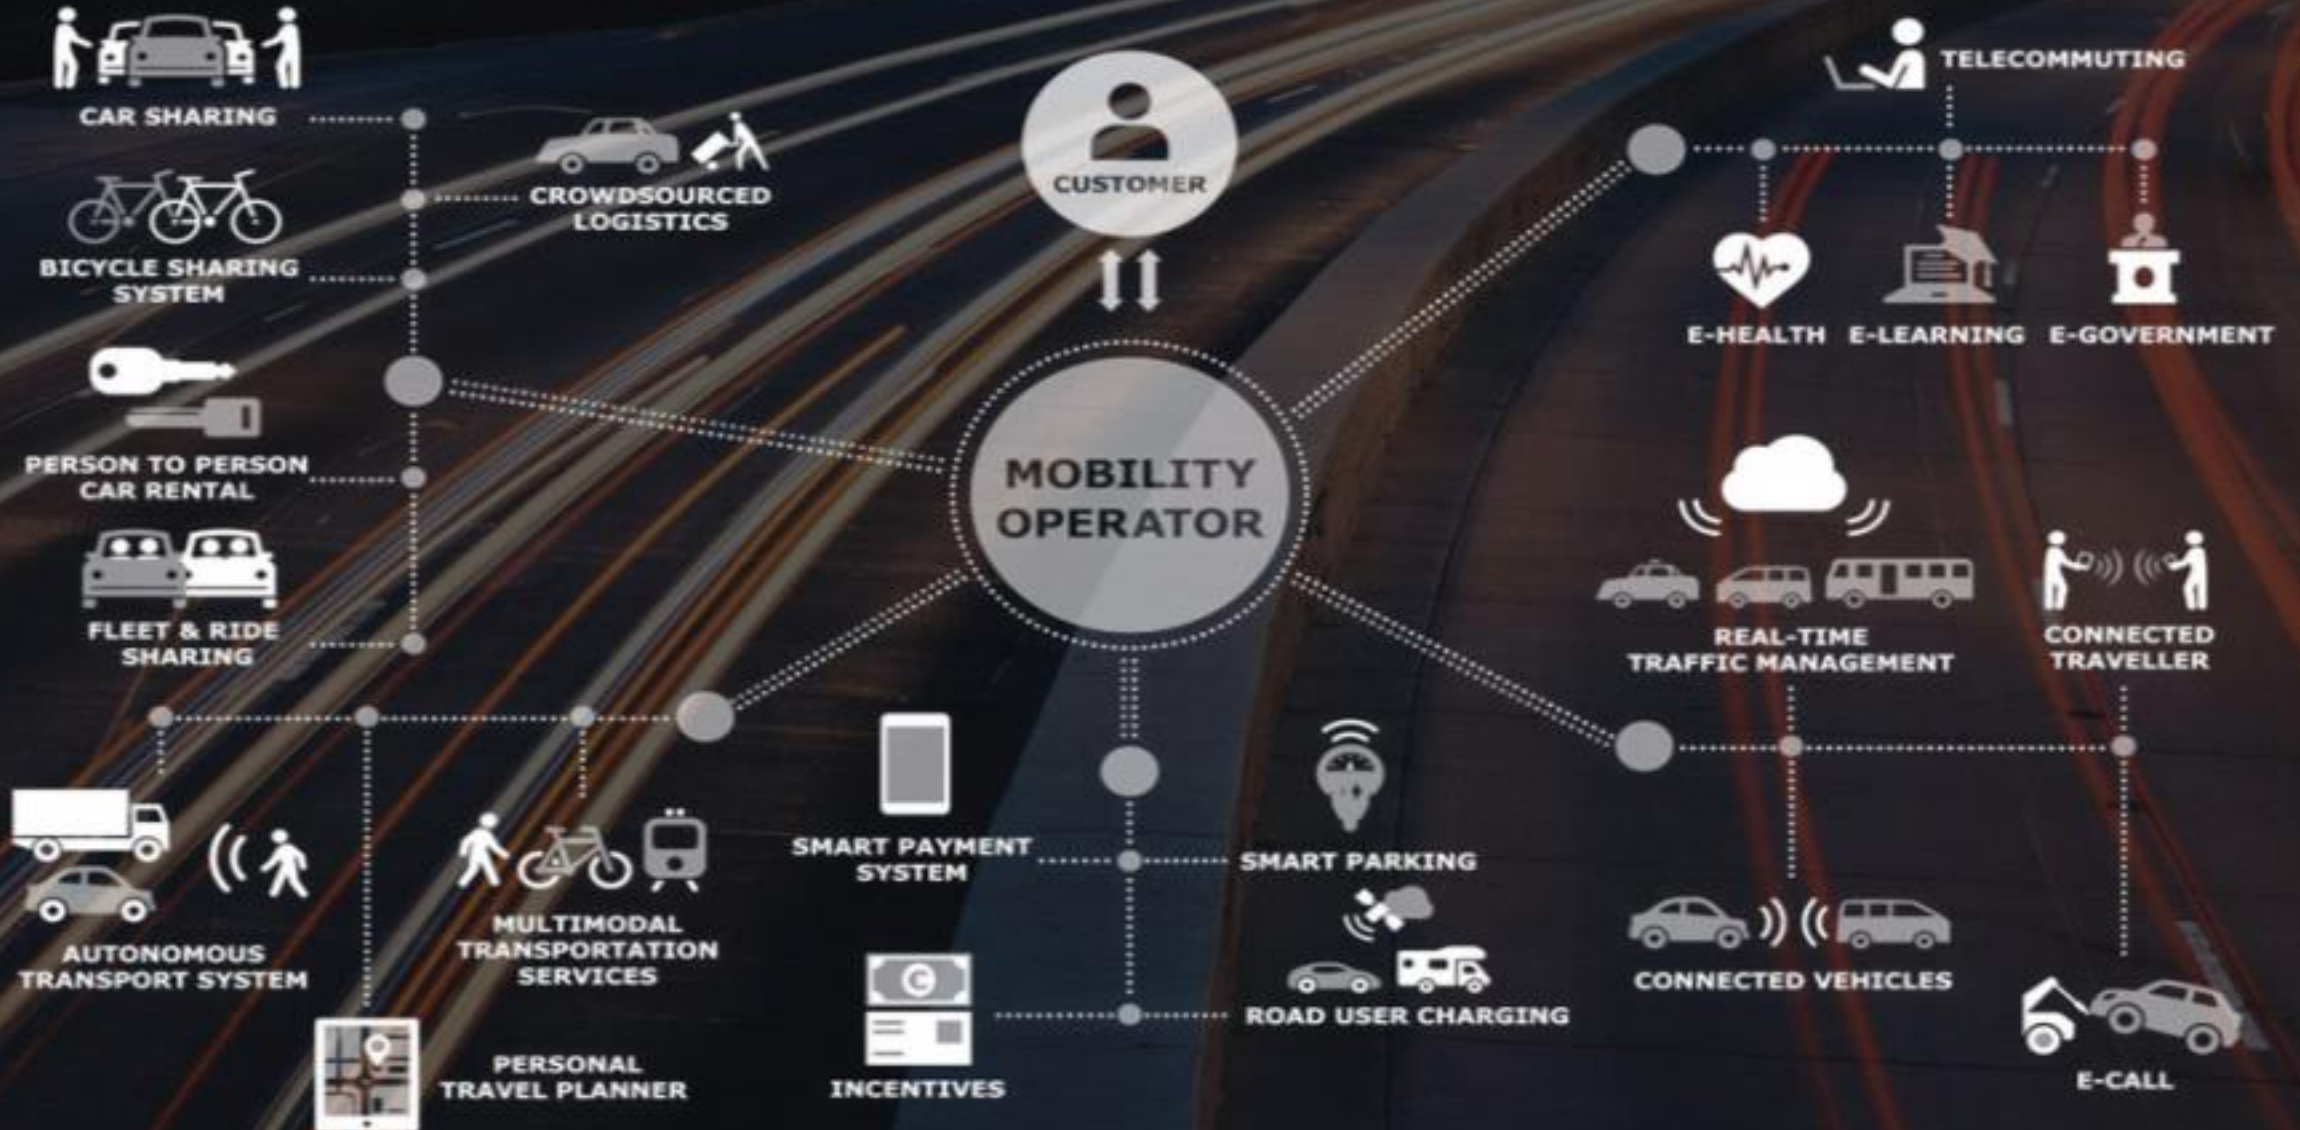 CAR SHARING
CROWDSOURCED
LOGISTICS
BICYCLE SHARING
SYSTEM
PERSON TO PERSON
CAR RENTAL
FLEET & RIDE
SHARING
CUSTOMER
MOBILITY
OPERATOR
TELECOMMUTING
E-HEALTH
E-LEARNING
E-GOVERNMENT
REAL-TIME
TRAFFIC MANAGEMENT
CONNECTED
TRAVELLER
AUTONOMOUS
TRANSPORT SYSTEM
MULTIMODAL
TRANSPORTATION
SERVICES
PERSONAL
TRAVEL PLANNER
SMART PAYMENT
SYSTEM
SMART PARKING
INCENTIVES
ROAD USER CHARGING
CONNECTED VEHICLES
E-CALL